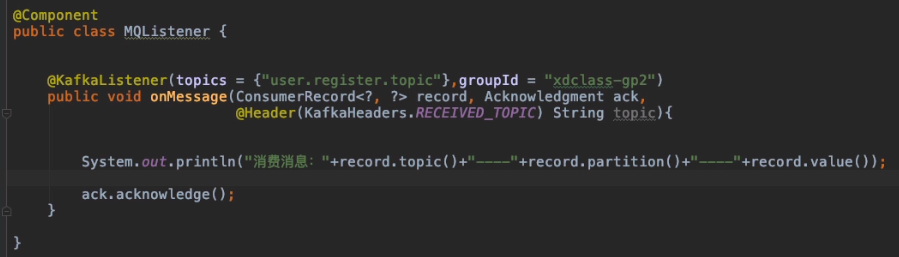 @Component
public class MQListener {
@KafkaListener(topics = {"user.register.topic"},groupId = "xdclass-gp2")
public void onMessage(ConsumerRecord<?, ?> record, Acknowledgment ack,
@Header(KafkaHeaders.RECEIVED_TOPIC) String topic){
System.out.println("消费消息："+record.topic()+"----"+record.partition()+"----"+record.value());
ack.acknowledge();
}
}